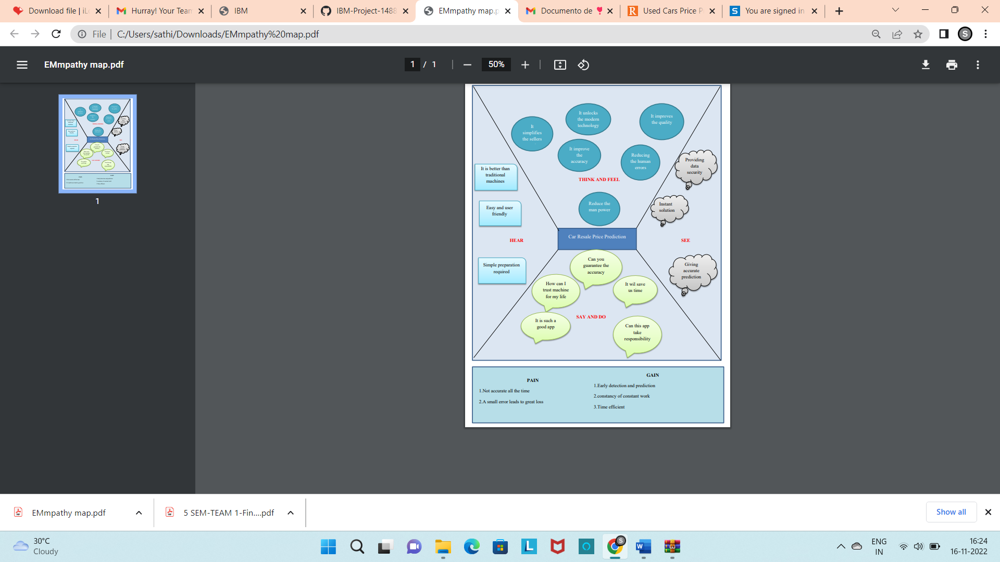 Download file | iL
Hurray! Your Team
IBM
IBM-Project-1488
EMmpathy map.p
Documento de
Used Cars Price P
You are signed in
File
C:/Users/sathi/Downloads/EMmpathy%20map.pdf
S
EMmpathy map.pdf
1 / 1
50%
1
It unlocks
the modern
technology
It improves
the quality
It
simplifies
the sellers
It improve
the
accuracy
Reducing
the human
errors
Providing
data
security
It is better than
traditional
machines
THINK AND FEEL
Reduce the
man power
Instant
solution
Easy and user
friendly
Car Resale Price Prediction
HEAR
SEE
Can you
guarantee the
accuracy
Simple preparation
required
Giving
accurate
prediction
How can I
trust machine
for my life
It wil save
us time
SAY AND DO
It is such a
good app
Can this app
take
responsibility
PAIN
1.Not accurate all the time
2.A small error leads to great loss
GAIN
1.Early detection and prediction
2.constancy of constant work
3.Time efficient
EMmpathy map.pdf
5 SEM-TEAM 1-Fin....pdf
Show all
30°C
Cloudy
ENG
IN
16:24
16-11-2022